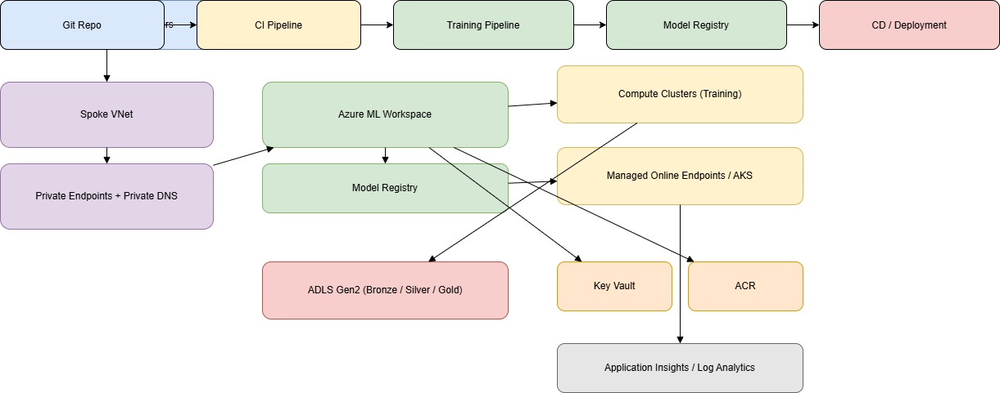 Git Repo
rs
CI Pipeline
Training Pipeline
Model Registry
CD / Deployment
Compute Clusters (Training)
Spoke VNet
Azure ML Workspace
Managed Online Endpoints / AKS
Model Registry
Private Endpoints + Private DNS
ADLS Gen2 (Bronze / Silver / Gold)
Key Vault
ACR
Application Insights / Log Analytics